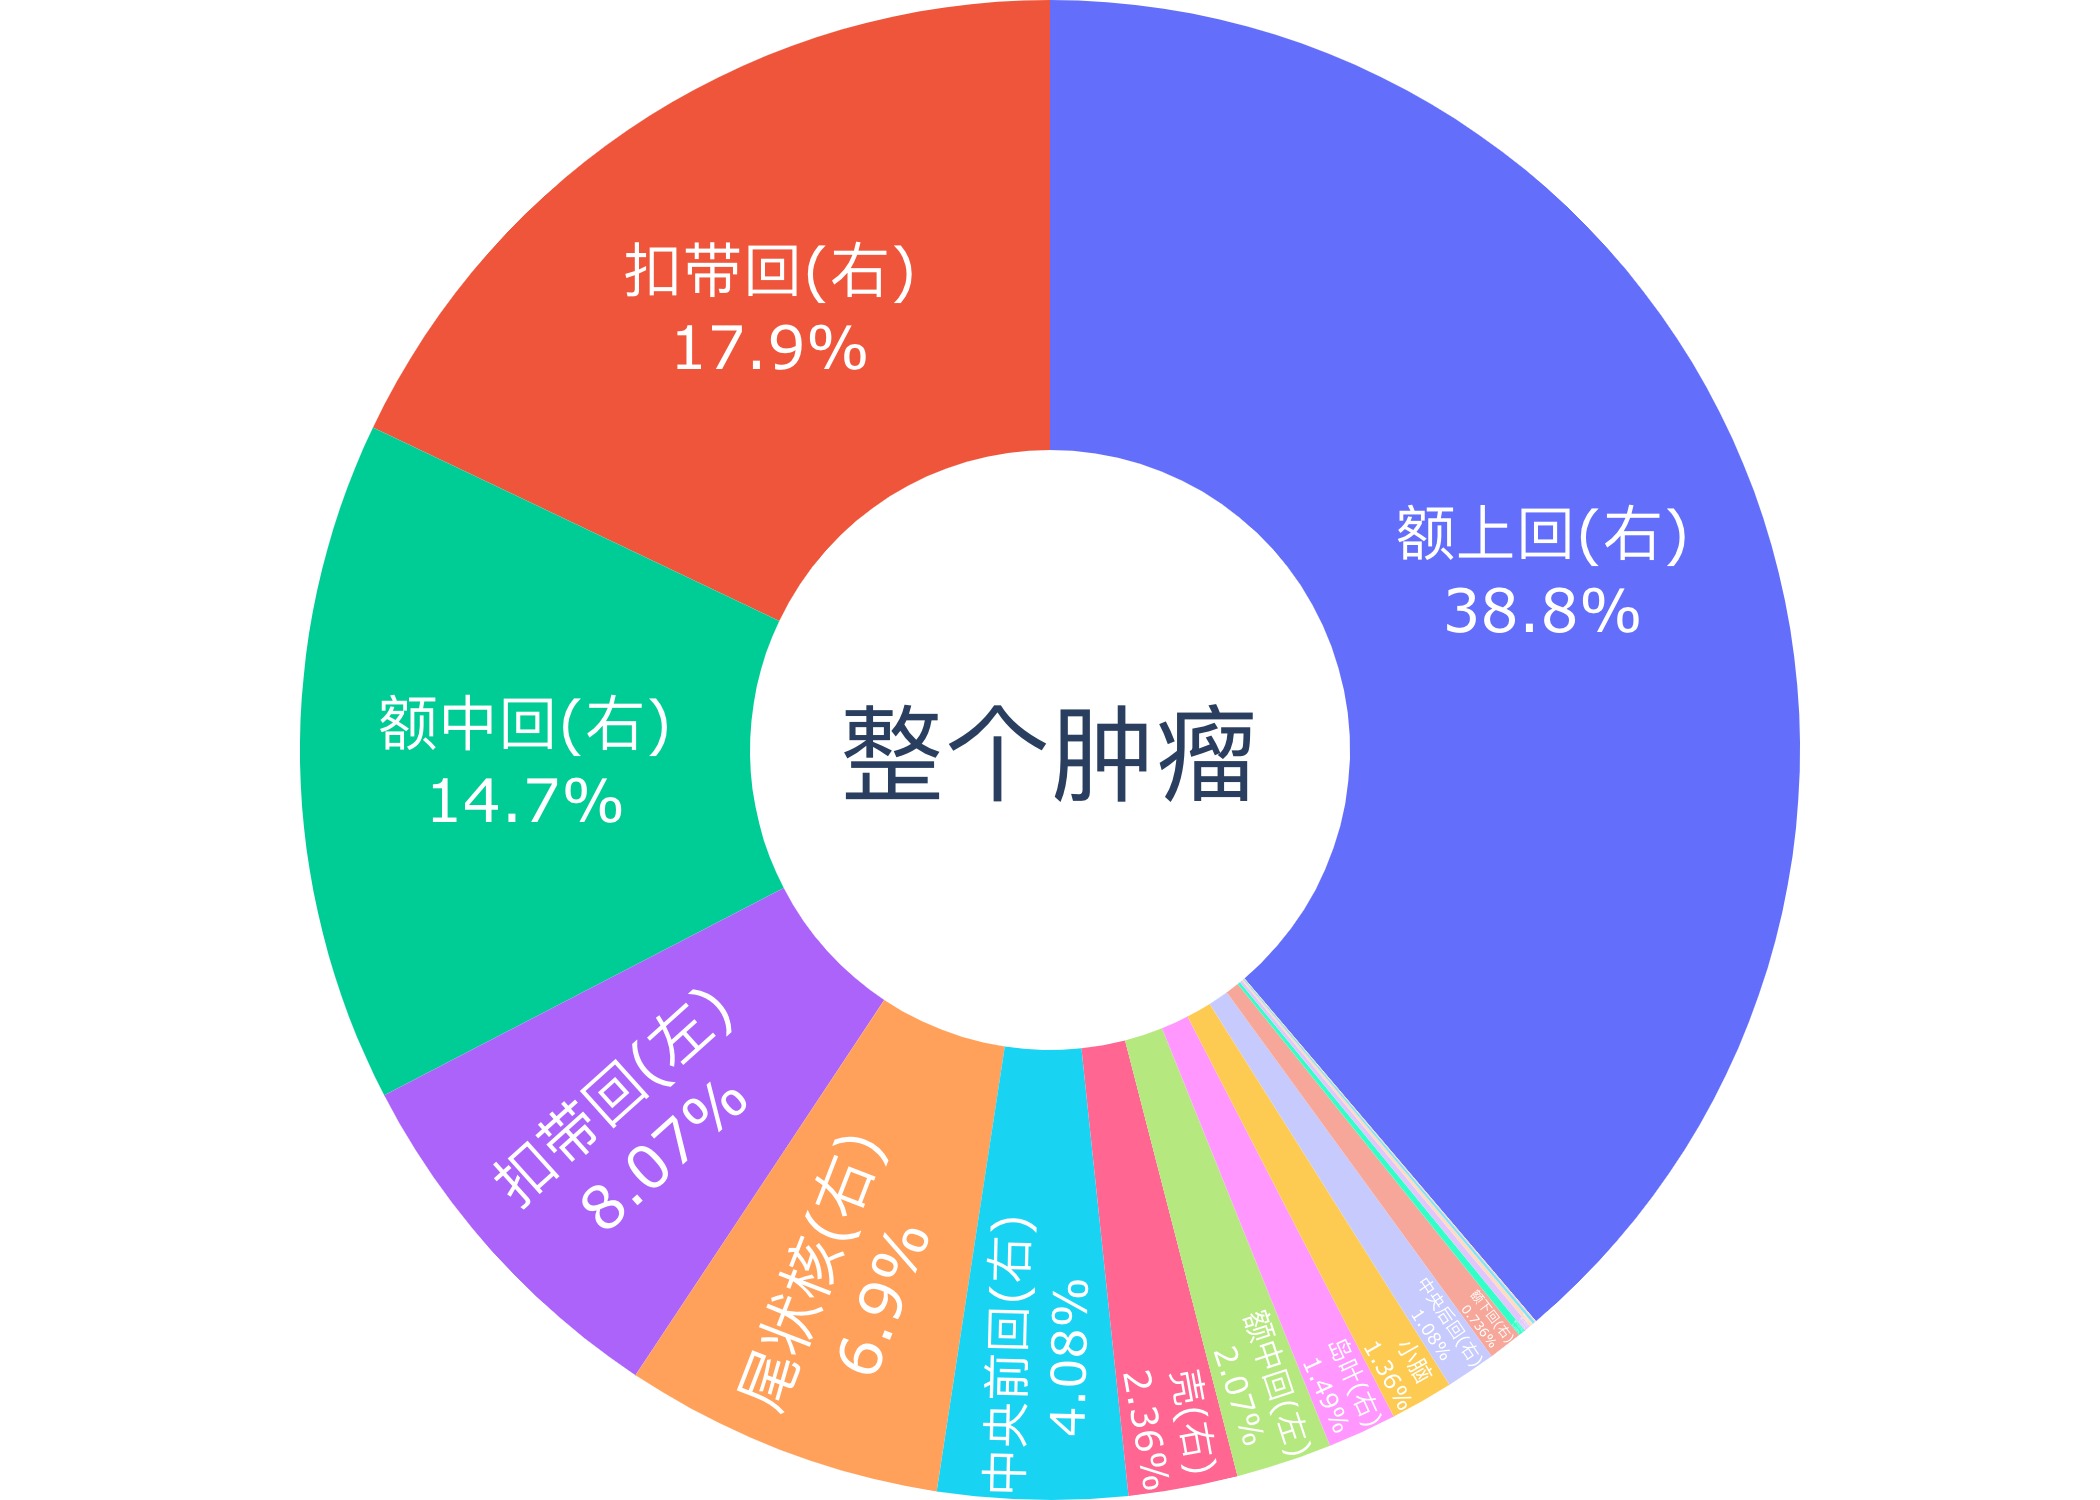 扣带回(右)
17.9%
额上回(右)
38.8%
额中回(右)
14.7%
整个肿瘤
扣带回(左)
8.07%
尾状核(右)
6.9%
中央前回(右)
4.08%
壳(右)
2.36%
额中回(左)
2.07%
岛叶(右)
1.49%
小脑
1.36%
中央后回(右)
1.08%
额下回(右)
0.736%